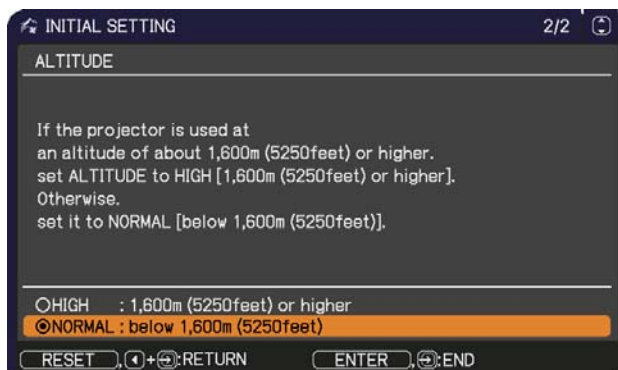 INITIAL SETTING 2/2
ALTITUDE
If the projector is used at
an altitude of about 1,600m (5250feet) or higher.
set ALTITUDE to HIGH [1,600m (5250feet) or higher].
Otherwise.
set it to NORMAL [below 1,600m (5250feet)].
HIGH : 1,600m (5250feet) or higher
NORMAL : below 1,600m (5250feet)
RESET , + :RETURN ENTER , :END